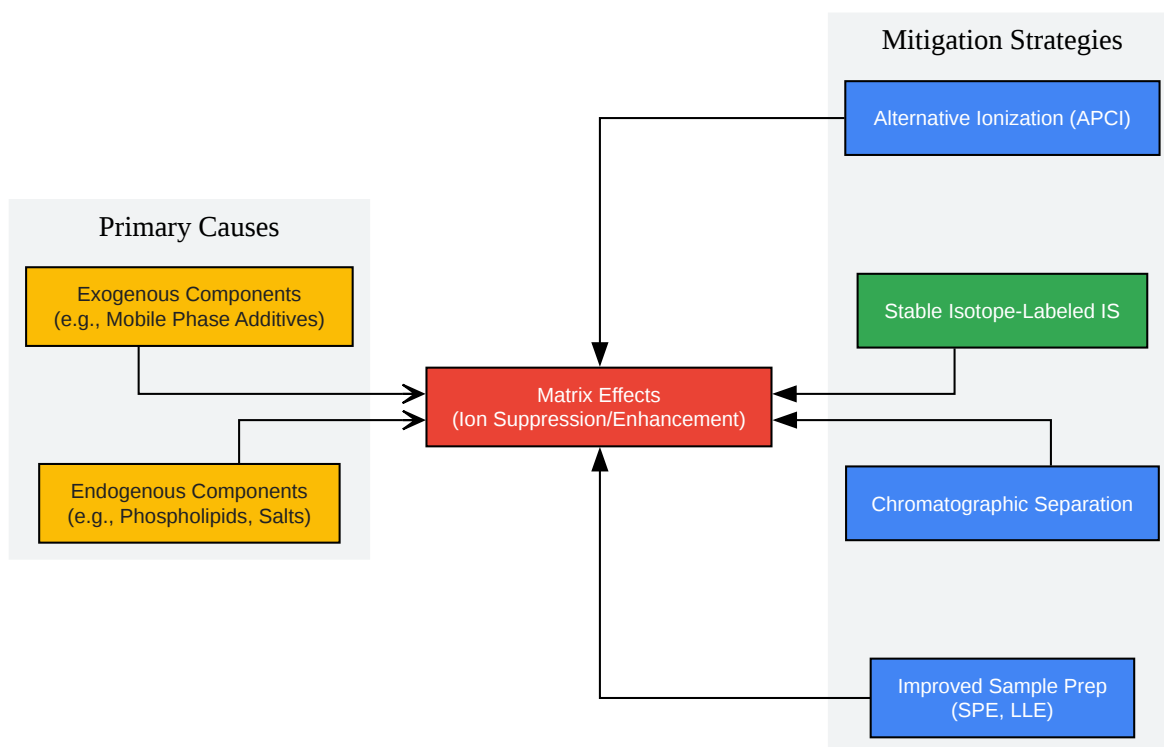 Primary Causes
Exogenous Components
(e.g., Mobile Phase Additives)
Endogenous Components
(e.g., Phospholipids, Salts)
Matrix Effects
(Ion Suppression/Enhancement)
Mitigation Strategies
Alternative Ionization (APCI)
Stable Isotope-Labeled IS
Chromatographic Separation
Improved Sample Prep
(SPE, LLE)